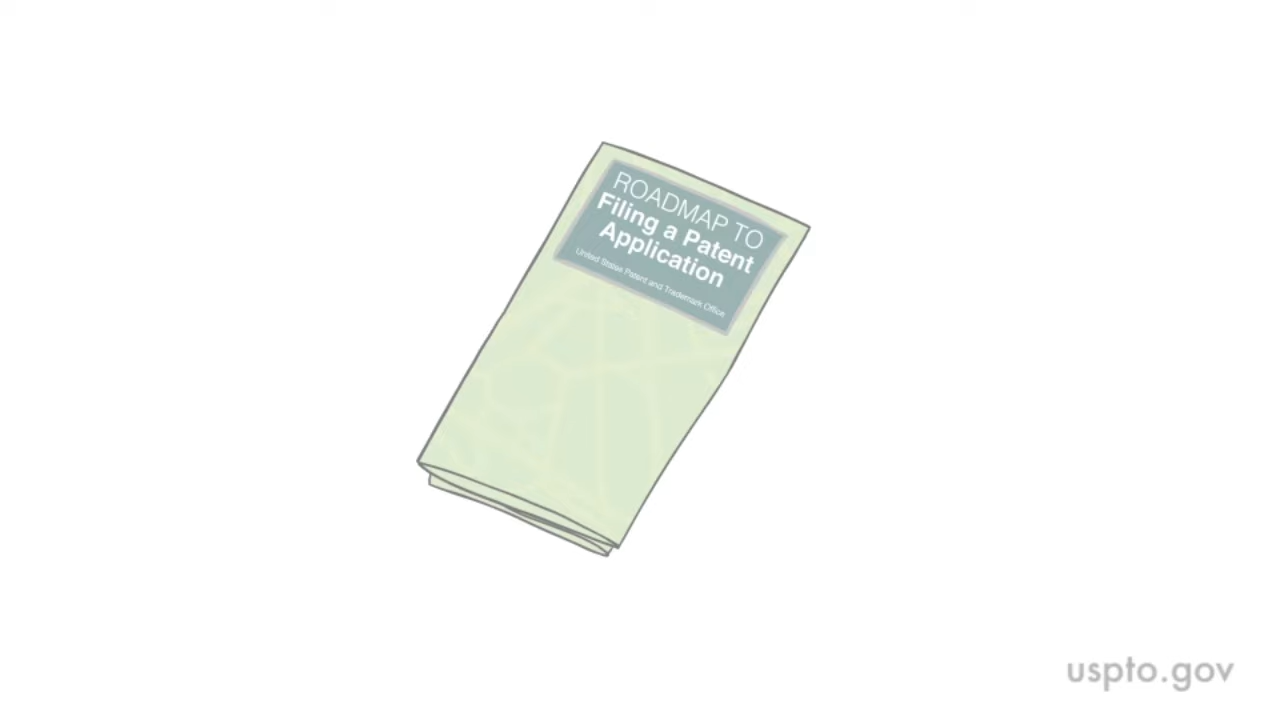 ROADMAP TO
Filing a Patent
Application
United States Patent and Trademark Office
uspto.gov